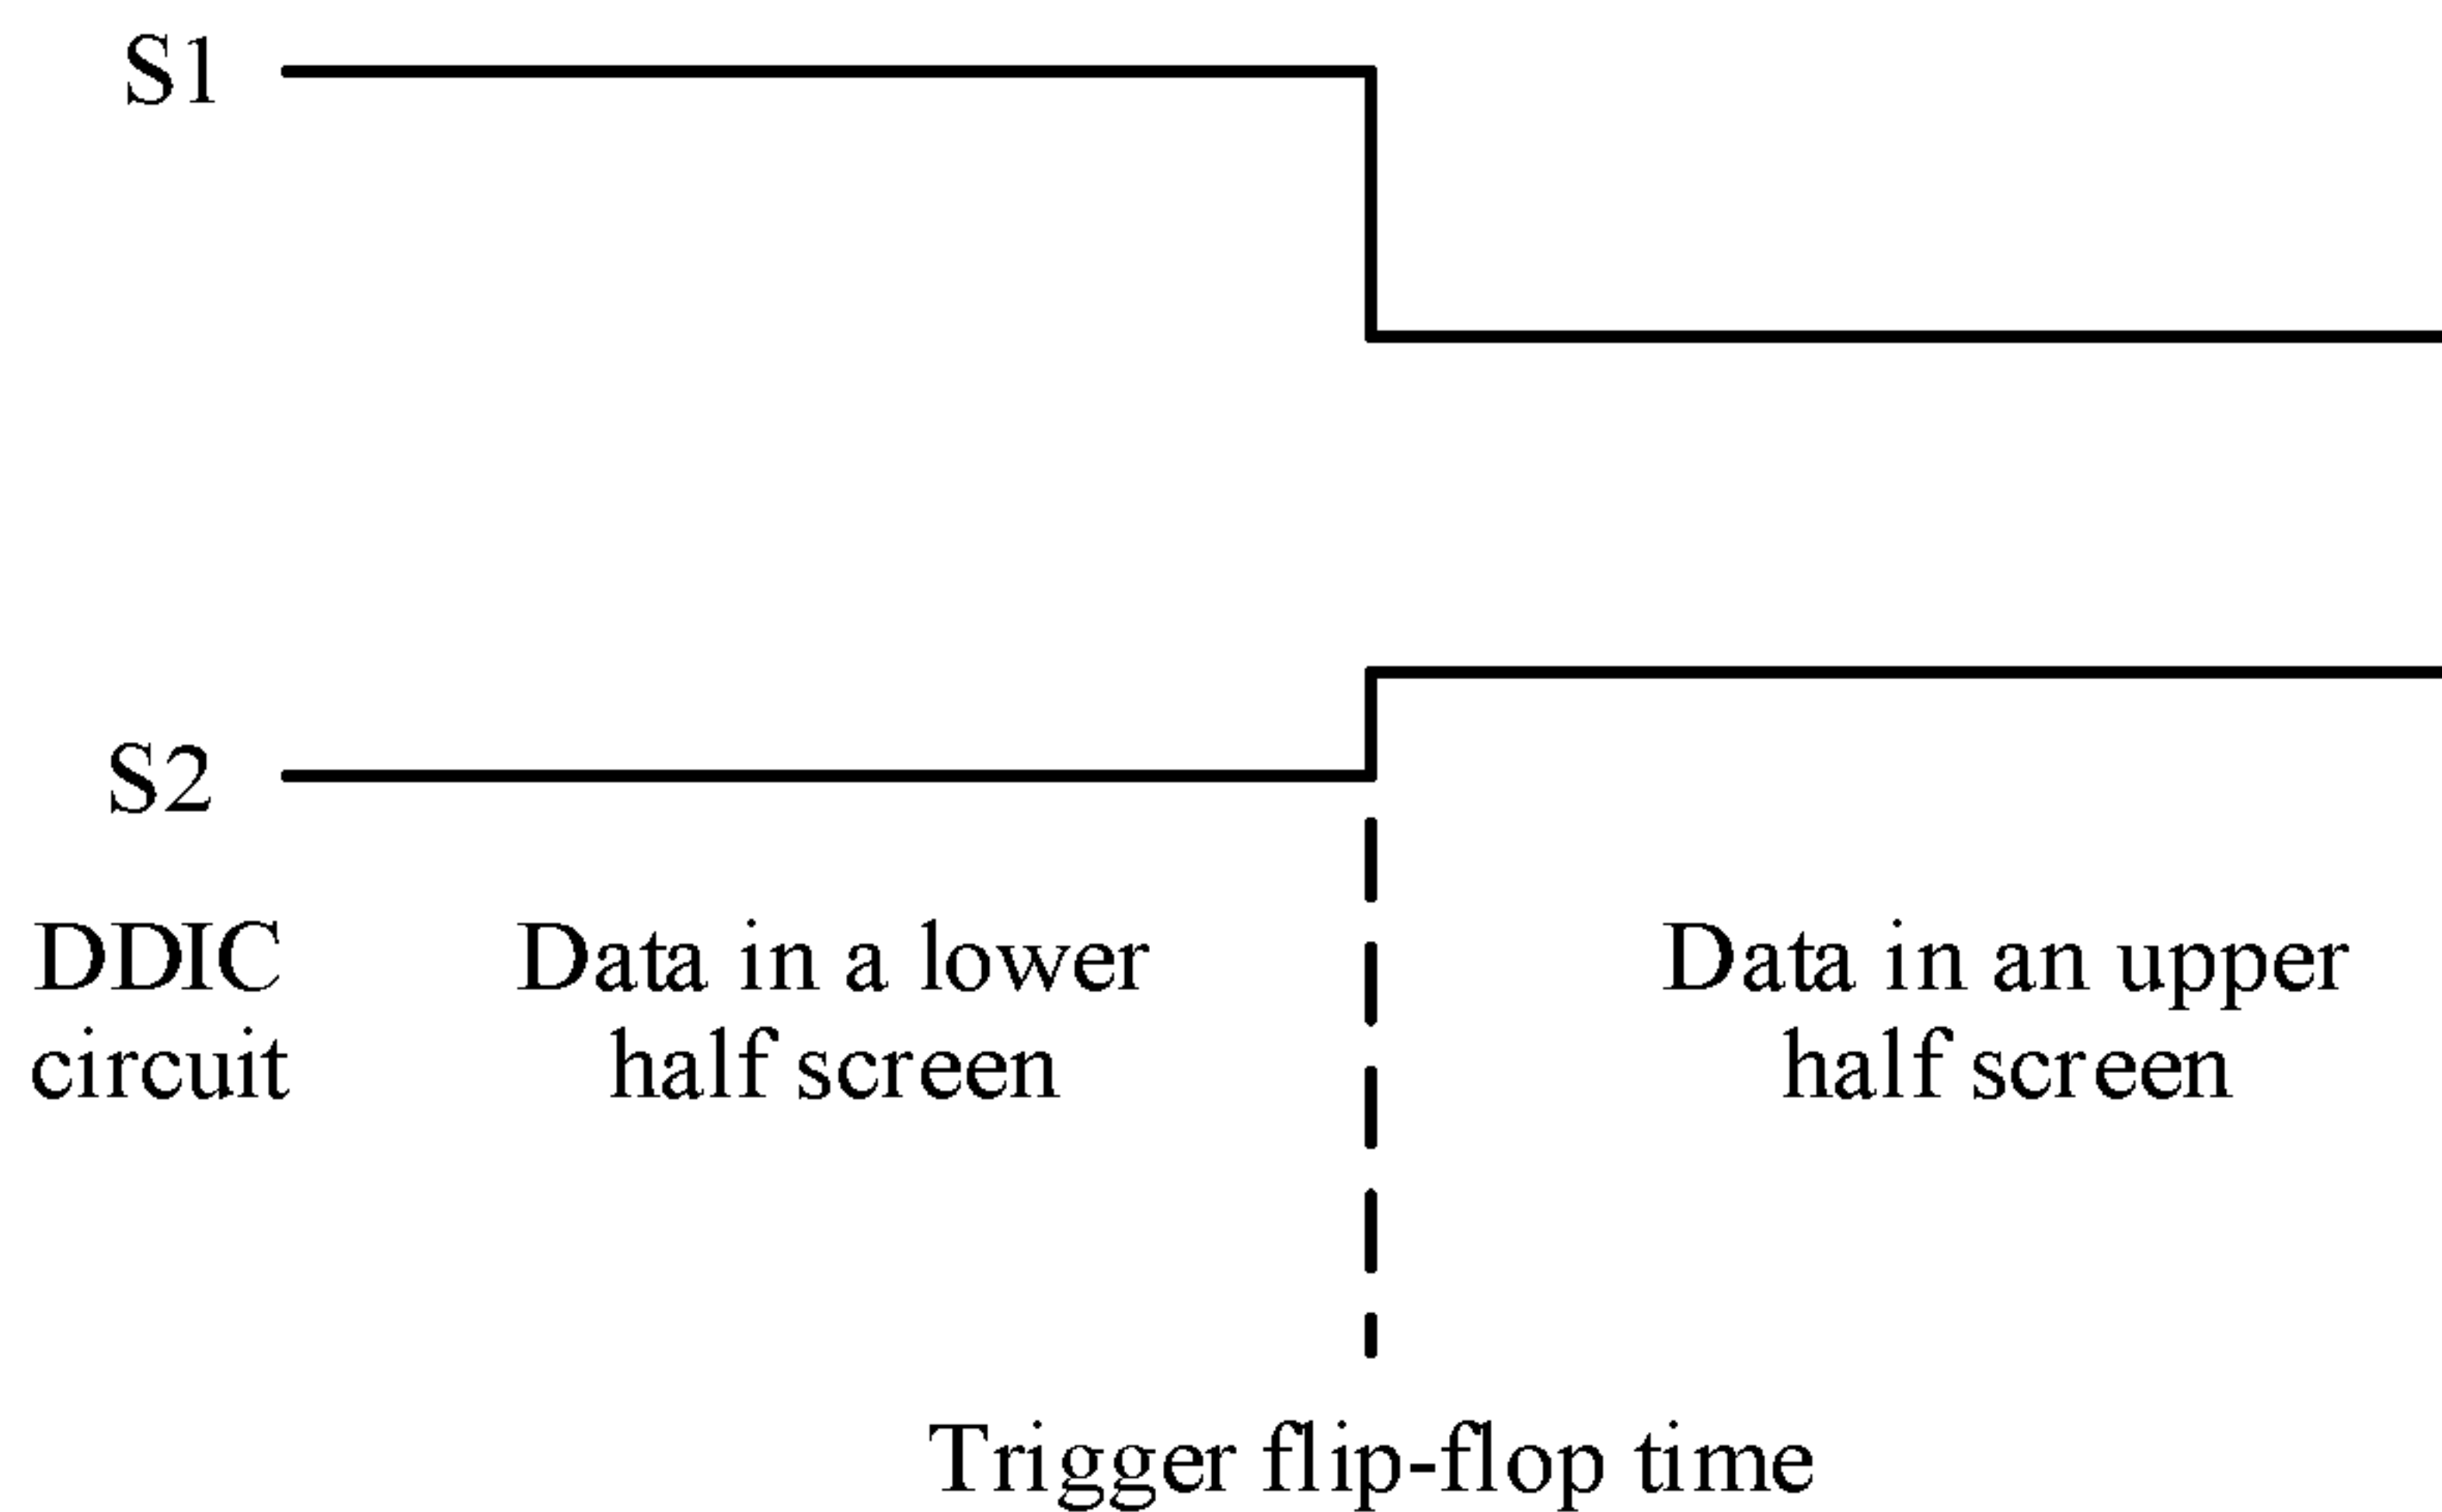 S1
S2
DDIC
circuit
Data in a lower
half screen
Data in an upper
half screen
Trigger flip-flop time